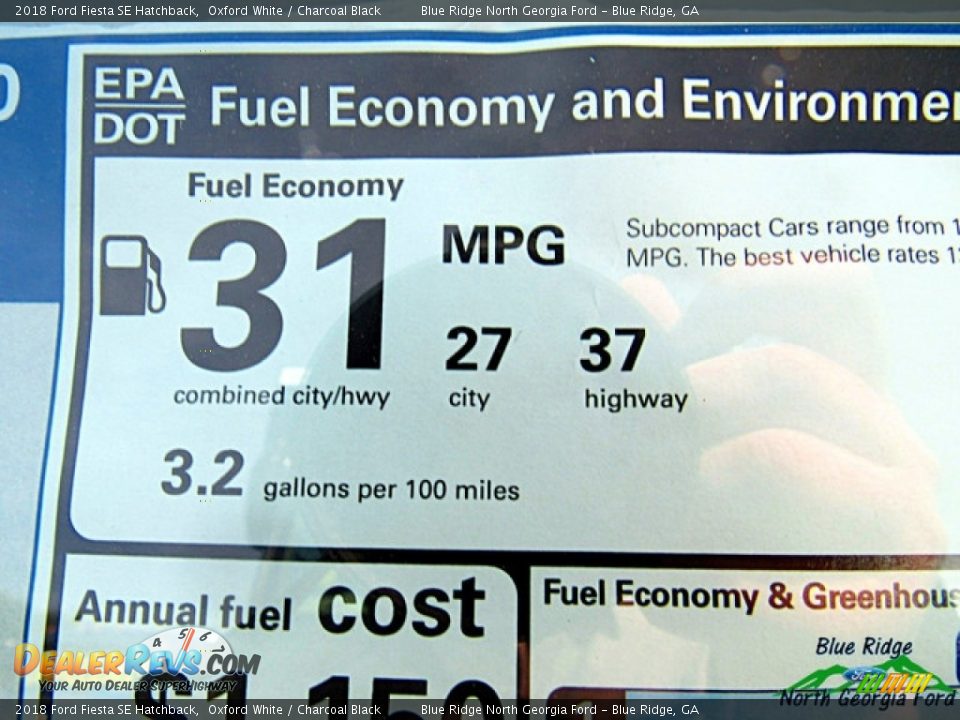 2018 Ford Fiesta SE Hatchback, Oxford White / Charcoal Black Blue Ridge North Georgia Ford - Blue Ridge, GA
EPA
DOT
Fuel Economy and
Fuel Economy
31 MPG
combined city/hwy
27
city
37
highway
Subcompact Cars range from
MPG. The best vehicle rates
3.2 gallons per 100 miles
Annual fuel cost
Fuel Economy &
DealerRevs.com
Your Auto Dealer SuperHighway
4 5 6 7
Blue Ridge
North Georgia Ford
2018 Ford Fiesta SE Hatchback, Oxford White / Charcoal Black Blue Ridge North Georgia Ford - Blue Ridge, GA